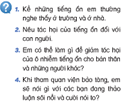 1. Kể những tiếng ồn em thường
nghe thấy ở trường và ở nhà.
2. Nêu tác hại của tiếng ồn đối với
con người.
3. Em có thể làm gì để giảm tác hại
của ô nhiễm tiếng ồn cho bản thân
và những người khác?
4. Khi tham quan viện bảo tàng, em
sẽ nói gì với các bạn đang thảo
luận sôi nổi và cười nói to?